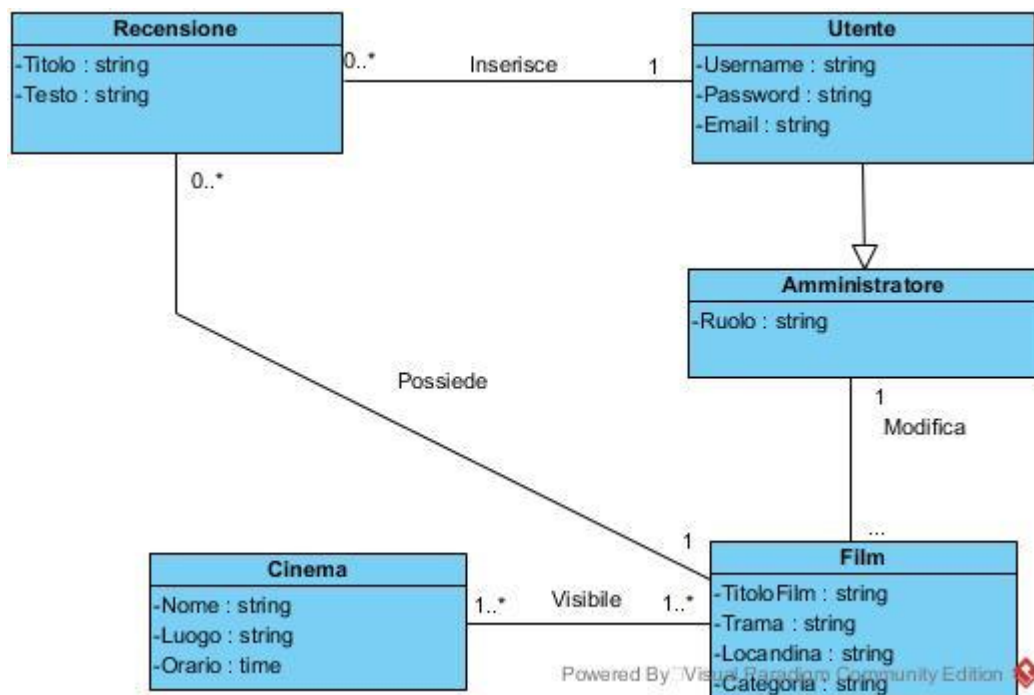 Recensione
-Titolo : string
-Testo : string
0..*
Inserisce
1
Utente
-Username : string
-Password : string
-Email : string
0..*
Amministratore
-Ruolo : string
Possiede
1
Modifica
...
1
Film
-TitoloFilm : string
-Trama : string
-Locandina : string
-Categoria : string
Cinema
-Nome : string
-Luogo : string
-Orario : time
1..*
Visibile
1..*
Powered By Visual Paradigm Community Edition